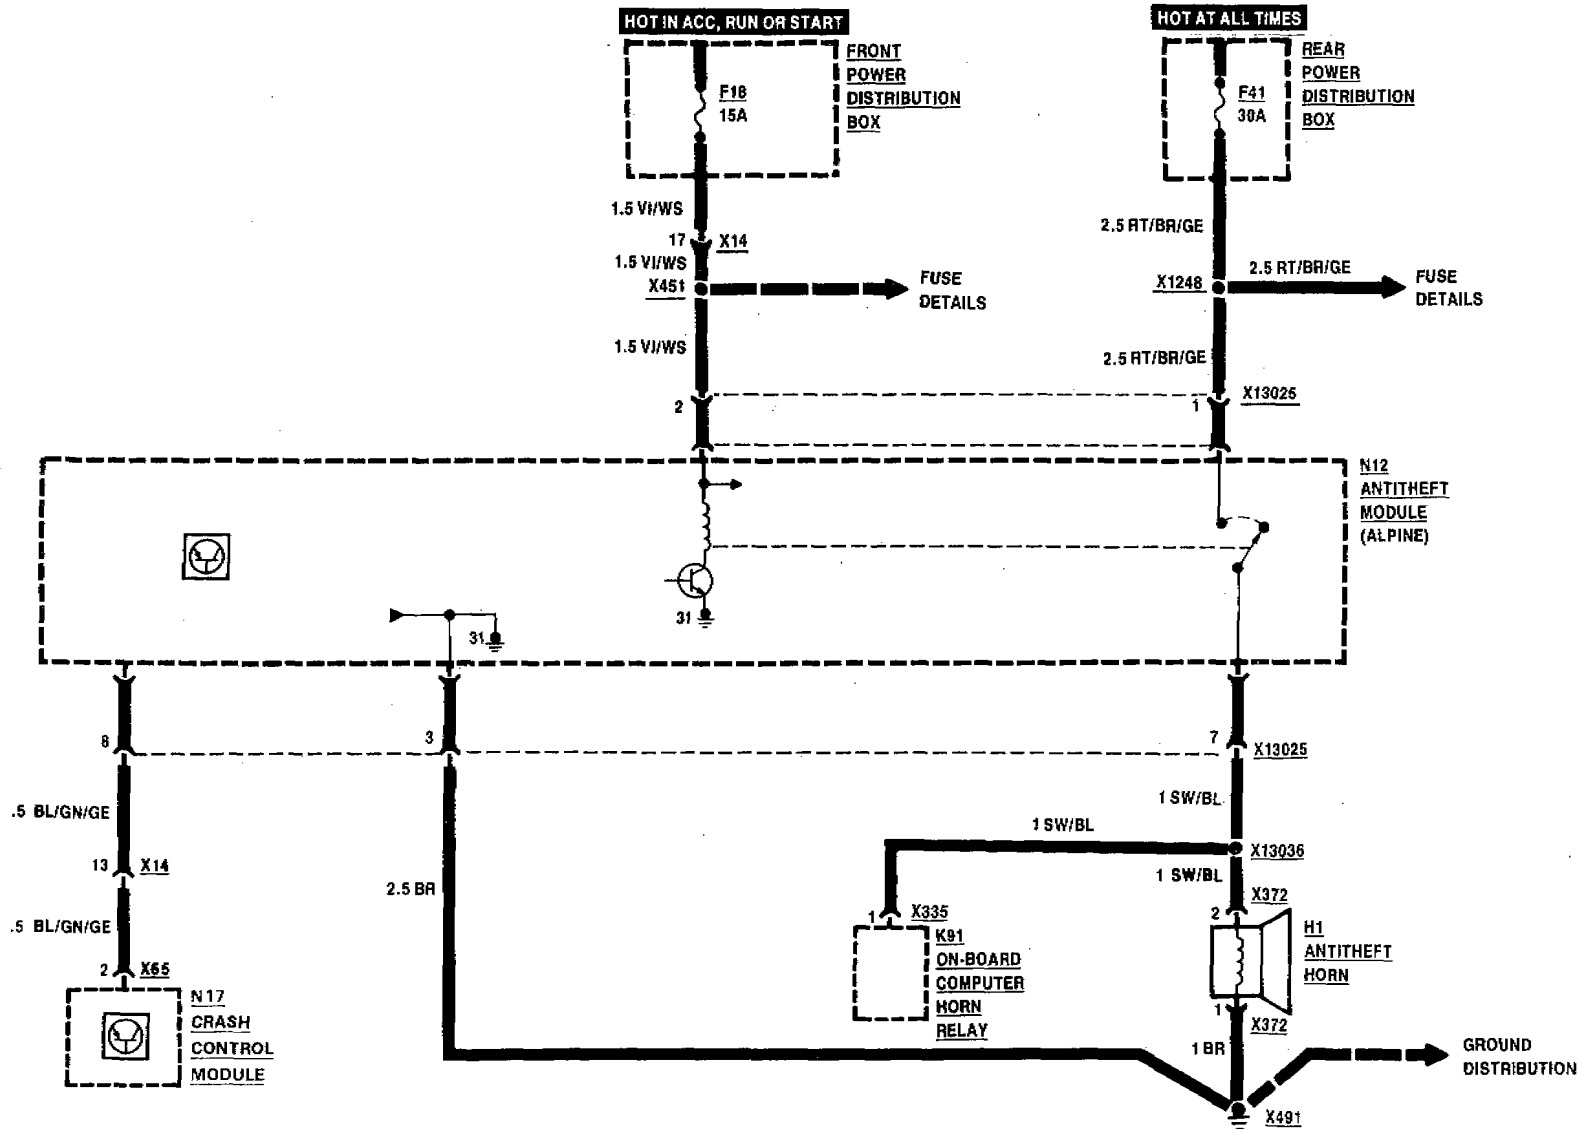 HOT IN ACC, RUN OR START
HOT AT ALL TIMES
FRONT
POWER
DISTRIBUTION
BOX
F18
15A
REAR
POWER
DISTRIBUTION
BOX
F41
30A
1.5 VI/WS
17
X14
1.5 VI/WS
X451
FUSE
DETAILS
1.5 VI/WS
2
2.5 RT/BR/GE
X1248
2.5 RT/BR/GE
FUSE
DETAILS
2.5 RT/BR/GE
1
X13025
N12
ANTITHEFT
MODULE
(ALPINE)
31
31
8
3
7
X13025
.5 BL/GN/GE
13
X14
.5 BL/GN/GE
2
X65
N17
CRASH
CONTROL
MODULE
2.5 BR
1 SW/BL
1 SW/BL
X13036
1 SW/BL
1
X335
K91
ON-BOARD
COMPUTER
HORN
RELAY
X372
2
H1
ANTITHEFT
HORN
1
X372
1 BR
GROUND
DISTRIBUTION
X491